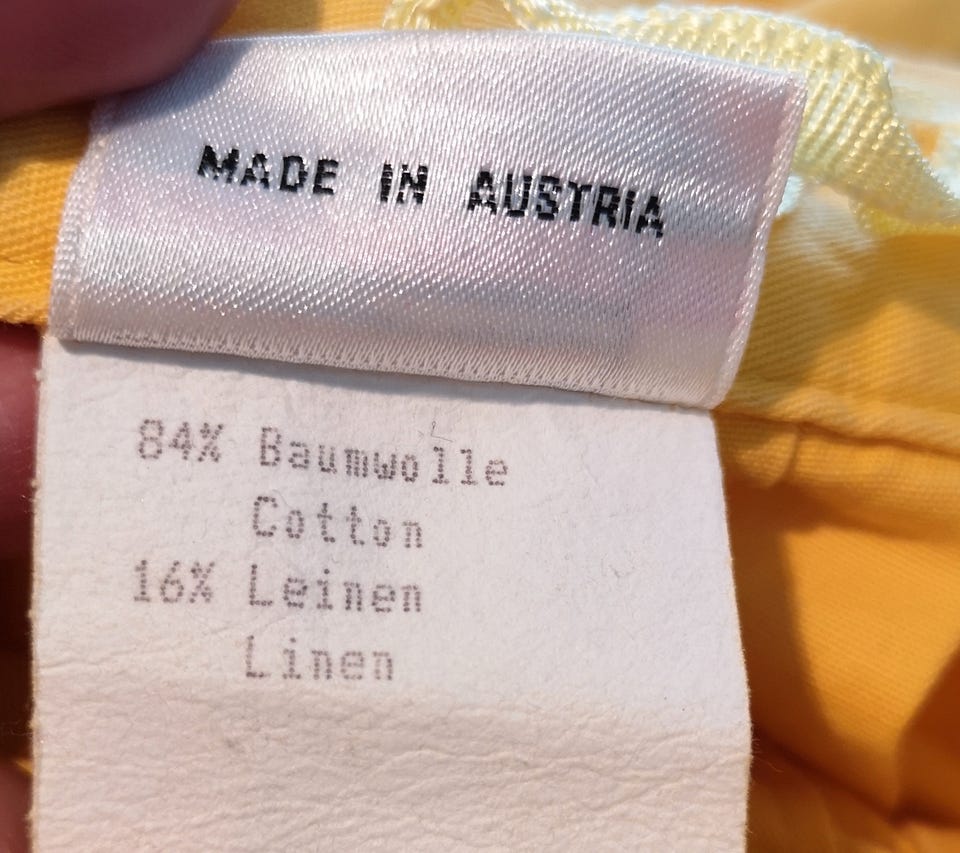 MADE IN AUSTRIA
84% Baumwolle
Cotton
16% Leinen
Linen